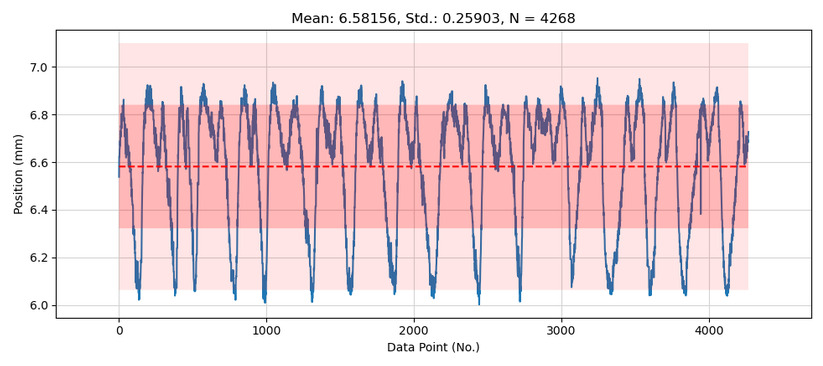 Mean: 6.58156, Std.: 0.25903, N = 4268
Position (mm)
7.0
6.8
6.6
6.4
6.2
6.0
0 1000 2000 3000 4000
Data Point (No.)